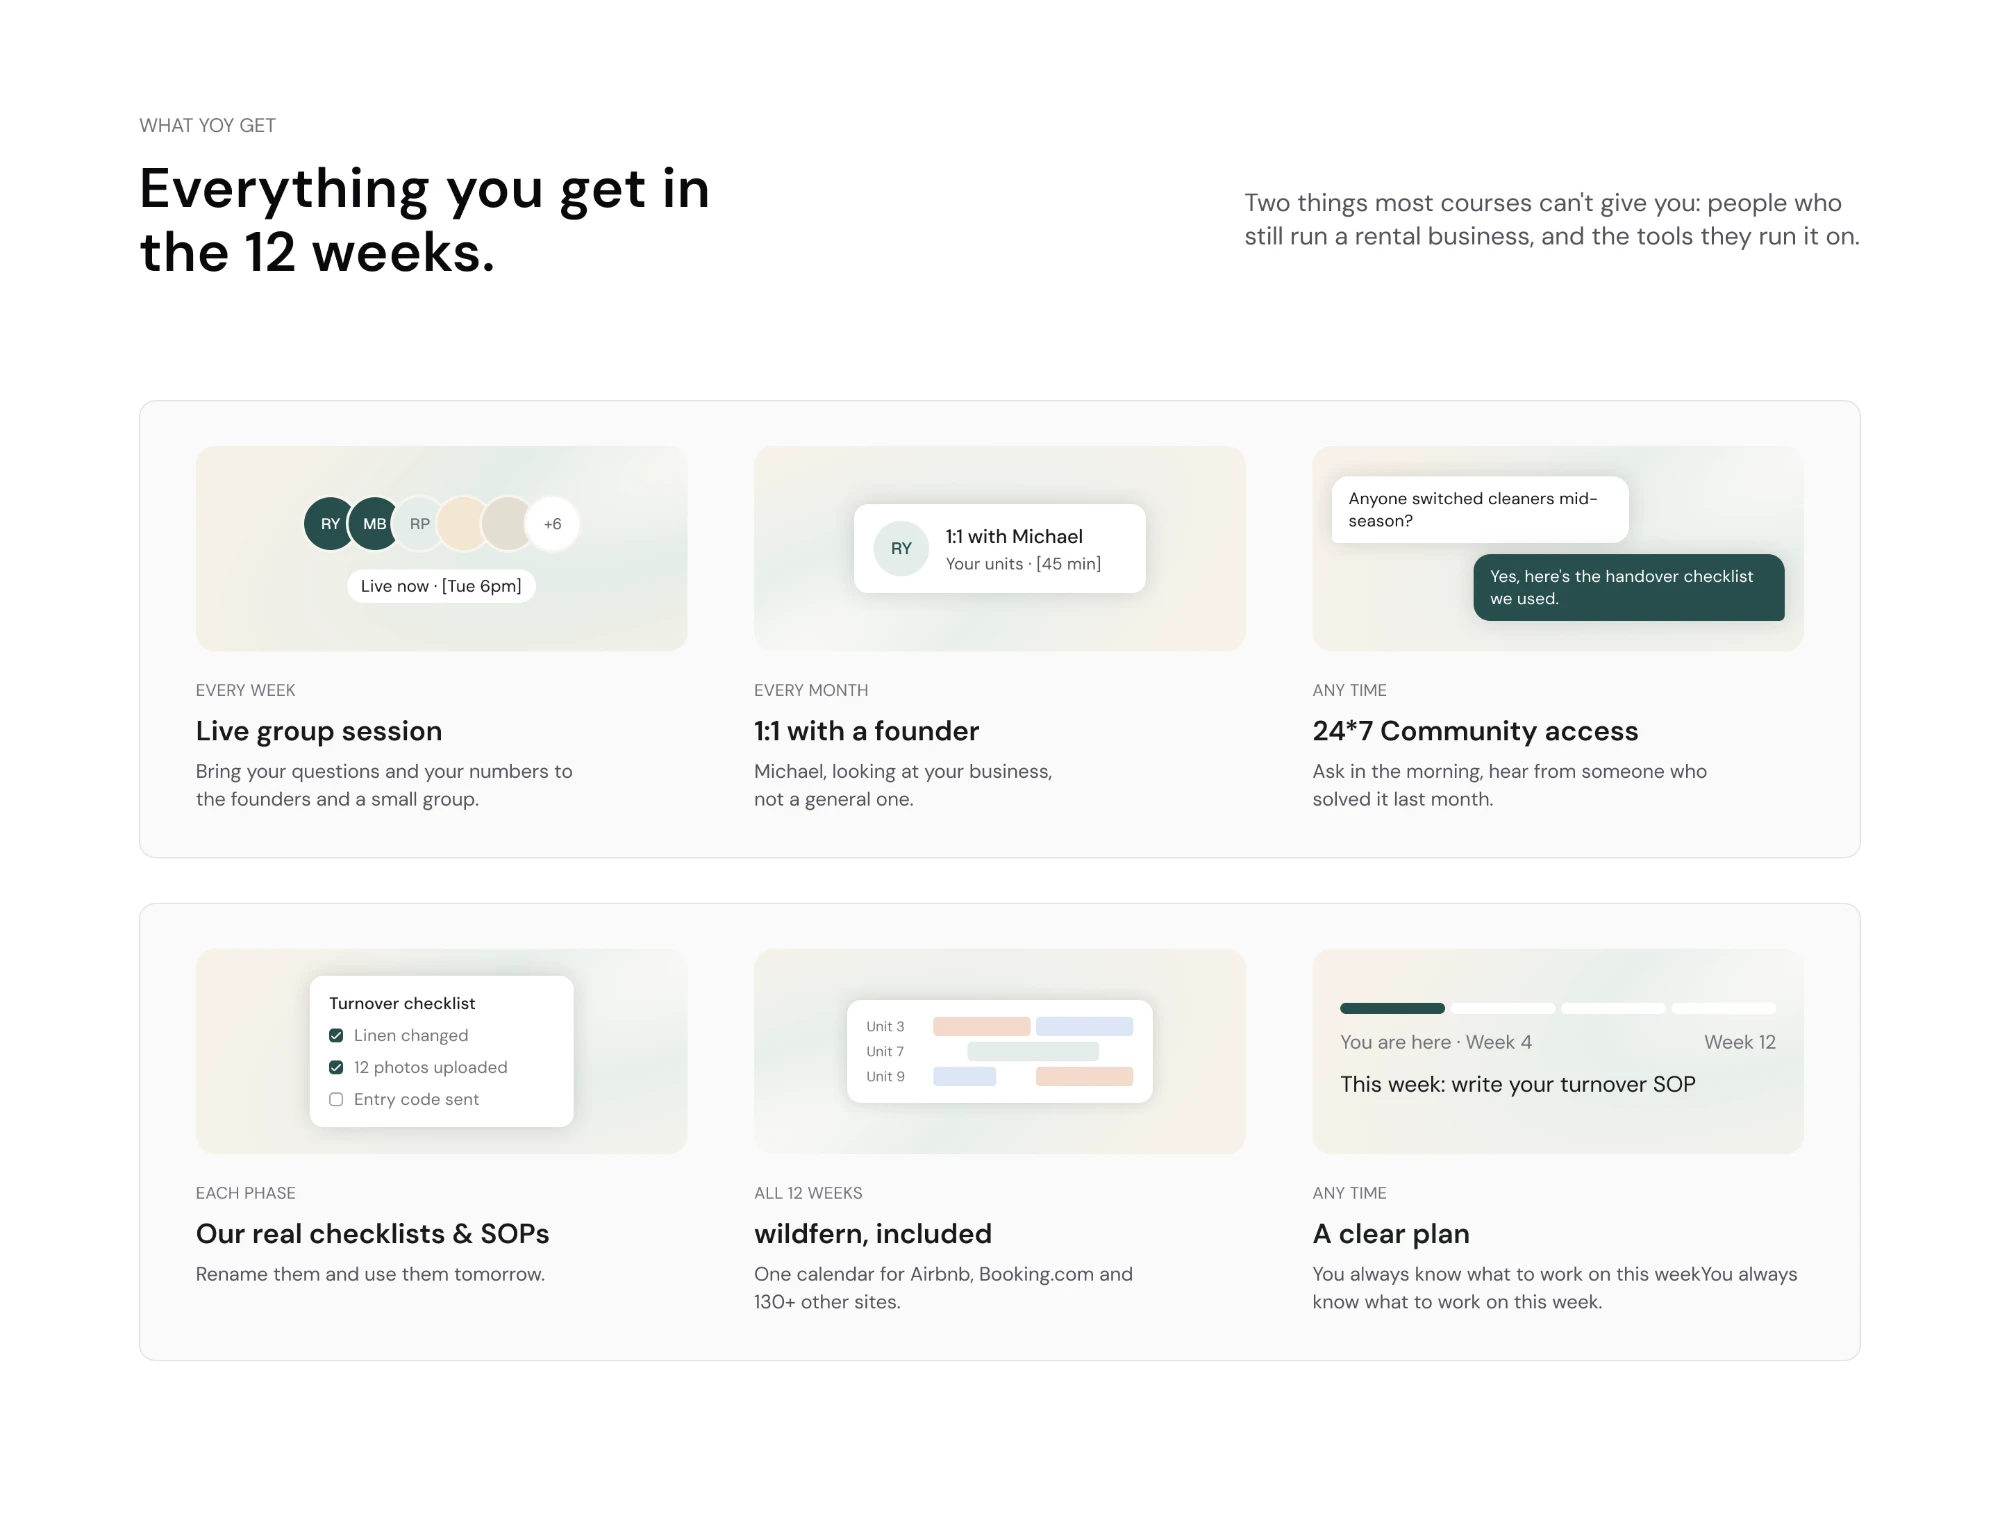 WHAT YOY GET
Everything you get in
the 12 weeks.
Two things most courses can't give you: people who
still run a rental business, and the tools they run it on.
RY
MB
RP
+6
Live now · [Tue 6pm]
EVERY WEEK
Live group session
Bring your questions and your numbers to
the founders and a small group.
RY
1:1 with Michael
Your units · [45 min]
EVERY MONTH
1:1 with a founder
Michael, looking at your business,
not a general one.
Anyone switched cleaners mid-
season?
Yes, here's the handover checklist
we used.
ANY TIME
24*7 Community access
Ask in the morning, hear from someone who
solved it last month.
Turnover checklist
Linen changed
12 photos uploaded
Entry code sent
EACH PHASE
Our real checklists & SOPs
Rename them and use them tomorrow.
Unit 3
Unit 7
Unit 9
ALL 12 WEEKS
wildfern, included
One calendar for Airbnb, Booking.com and
130+ other sites.
You are here · Week 4
Week 12
This week: write your turnover SOP
ANY TIME
A clear plan
You always know what to work on this weekYou always
know what to work on this week.